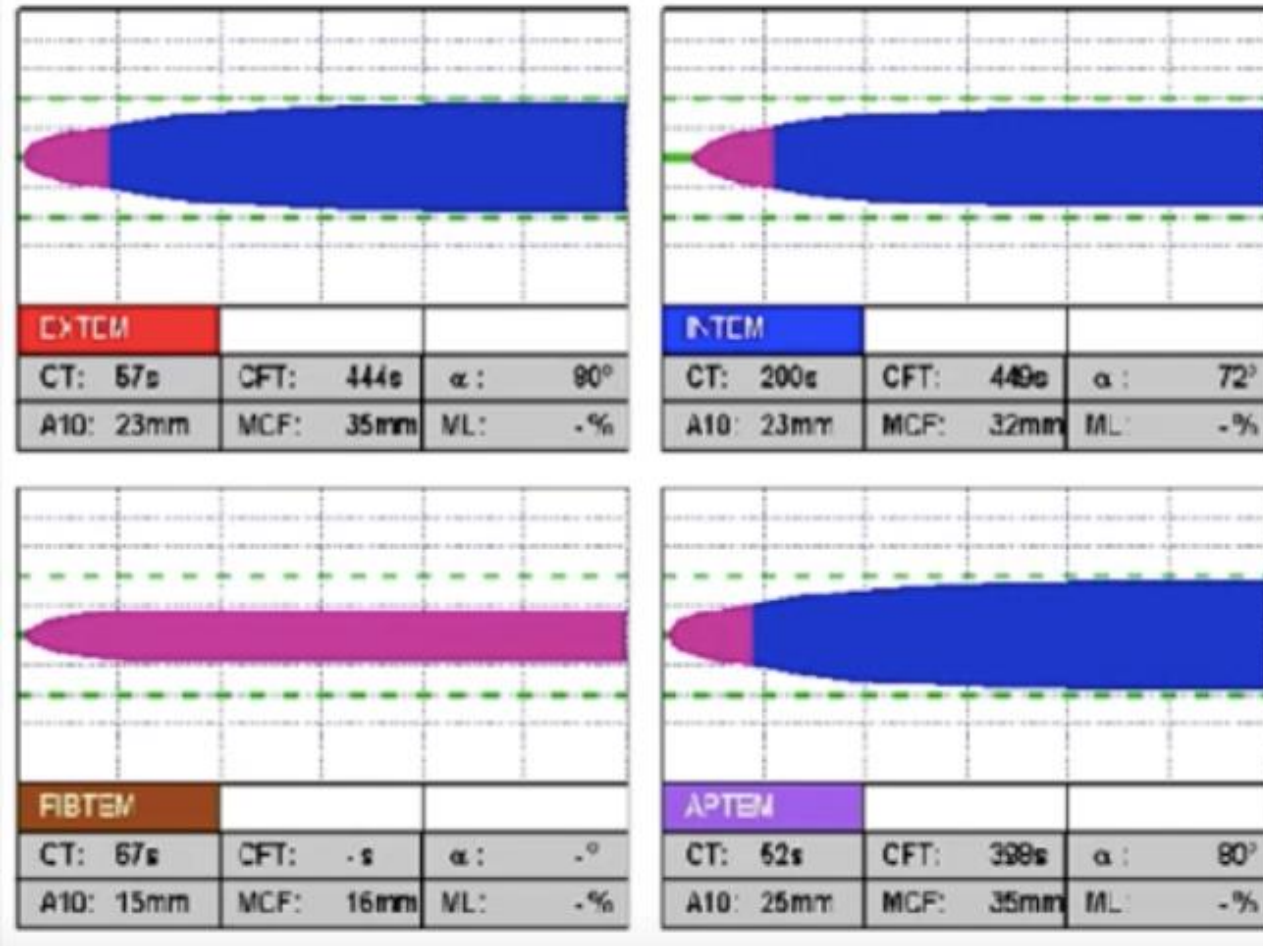 EXTEM
CT: 57s CFT: 444s α: 80°
A10: 23mm MCF: 35mm ML: -%
INTEM
CT: 200s CFT: 449s α: 72°
A10: 23mm MCF: 32mm ML: -%
FIBTEM
CT: 67s CFT: -s α: -°
A10: 15mm MCF: 16mm ML: -%
APTEM
CT: 52s CFT: 398s α: 80°
A10: 25mm MCF: 35mm ML: -%